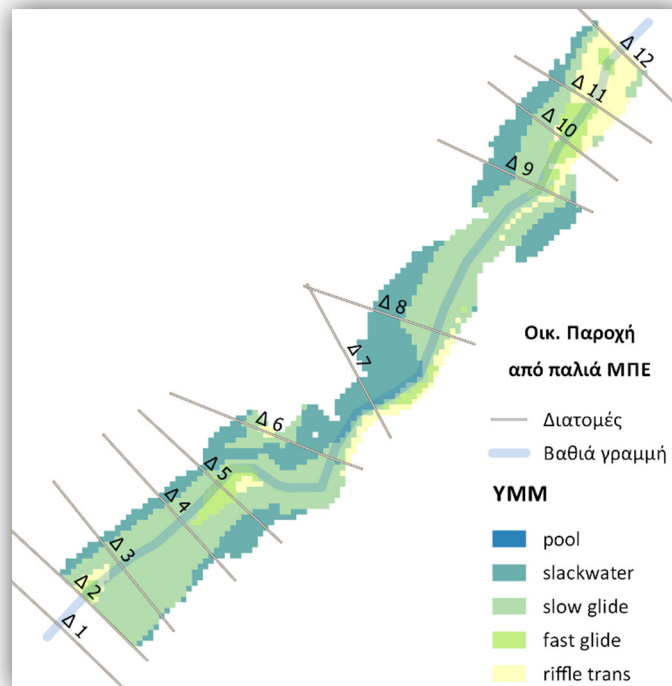 Δ 12
Δ 11
Δ 10
Δ 9
Δ 8
Δ 7
Δ 6
Δ 5
Δ 4
Δ 3
Δ 2
Δ 1
Οικ. Παροχή
από παλιά ΜΠΕ
Διατομές
Βαθιά γραμμή
ΥΜΜ
pool
slackwater
slow glide
fast glide
riffle trans